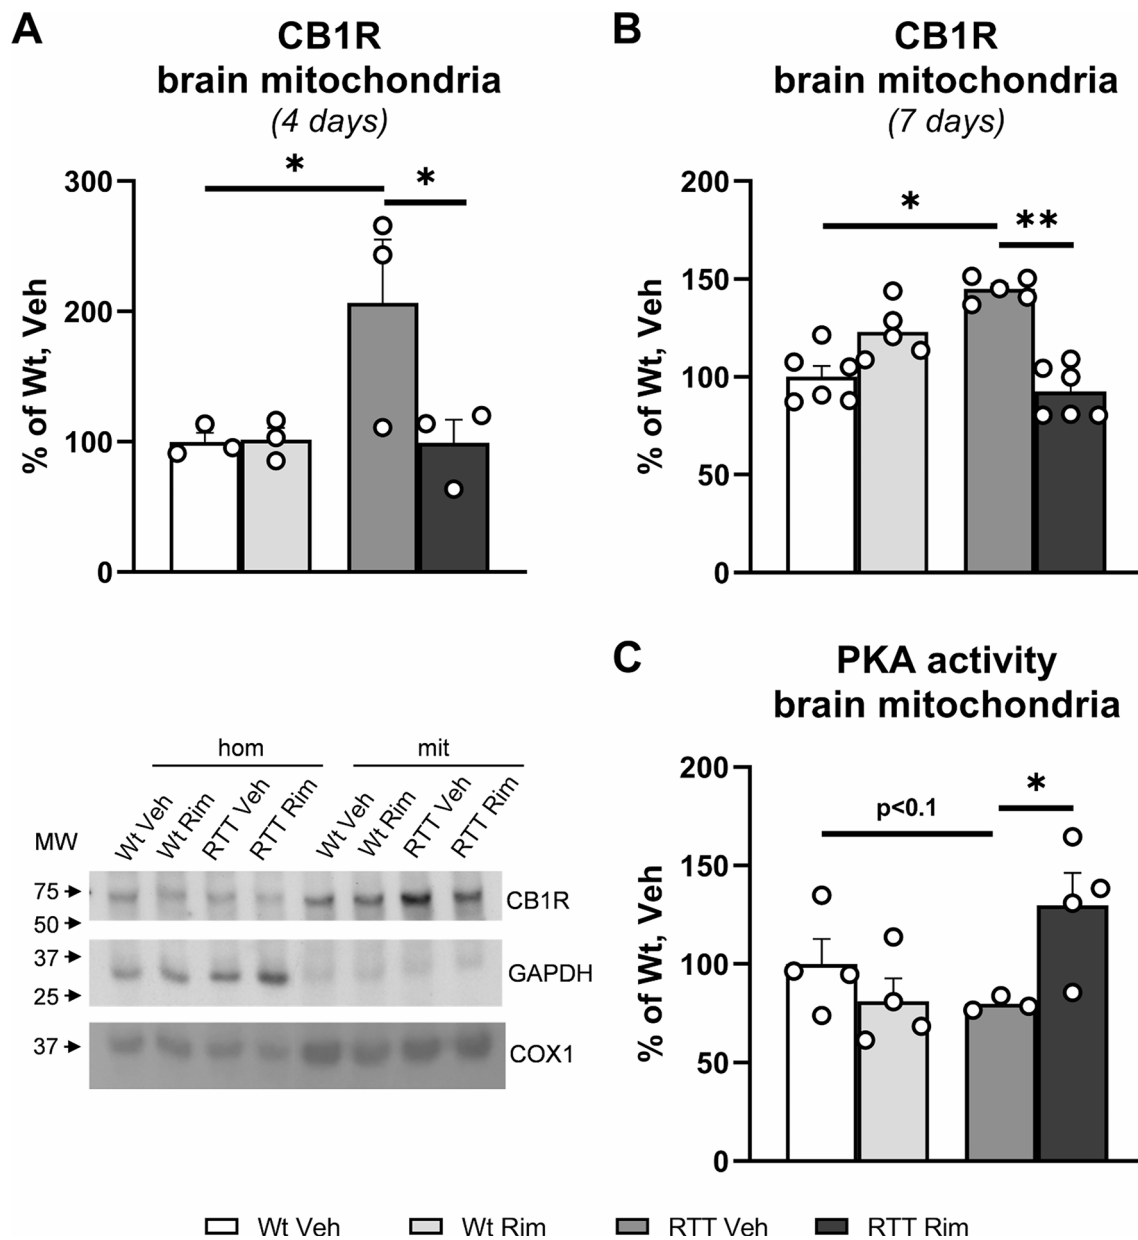 A
CB1R
brain mitochondria
(4 days)
*
*
300
200
100
0
% of Wt, Veh
B
CB1R
brain mitochondria
(7 days)
*
**
200
150
100
50
0
% of Wt, Veh
hom
mit
MW
Wt Veh
Wt Rim
RTT Veh
RTT Rim
Wt Veh
Wt Rim
RTT Veh
RTT Rim
75
50
CB1R
37
25
GAPDH
37
COX1
C
PKA activity
brain mitochondria
p<0.1
*
200
150
100
50
0
% of Wt, Veh
Wt Veh
Wt Rim
RTT Veh
RTT Rim